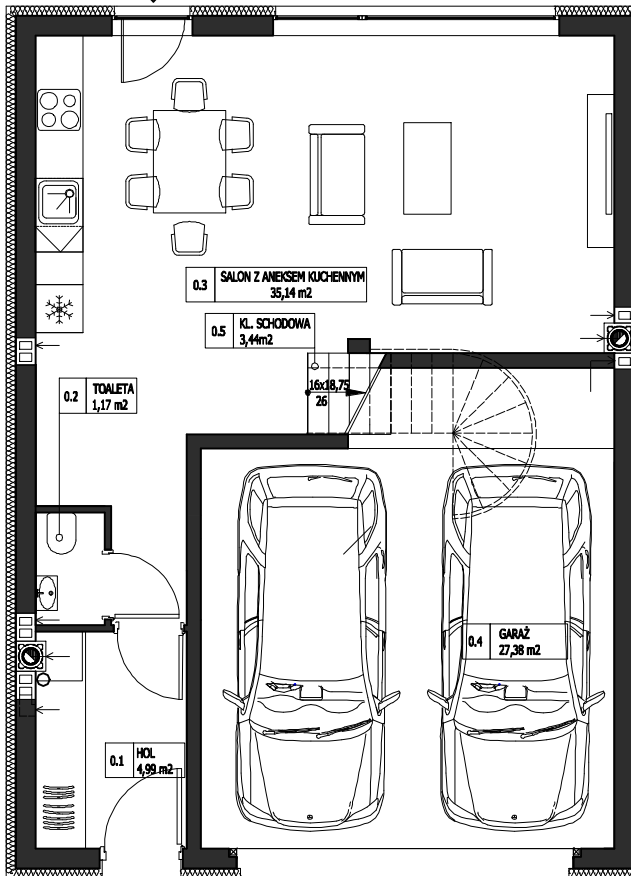 0.3 SALON Z ANEKSEM KUCHENNYM
35,14 m2
0.5 KL. SCHODOWA
3,44m2
16x18,75
26
0.2 TOALETA
1,17 m2
0.4 GARAŻ
27,38 m2
0.1 HOL
4,99 m2